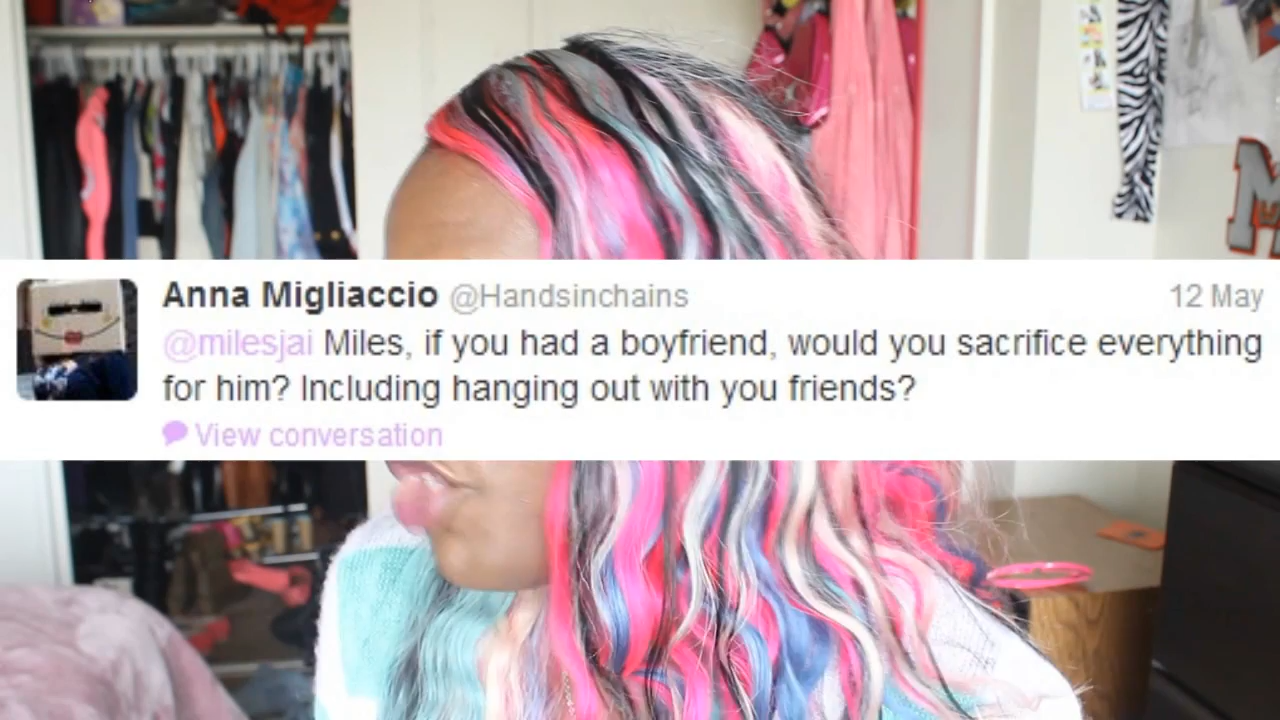 Anna Migliaccio @Handsinchains 12 May
@milesjai Miles, if you had a boyfriend, would you sacrifice everything
for him? Including hanging out with you friends?
View conversation
M